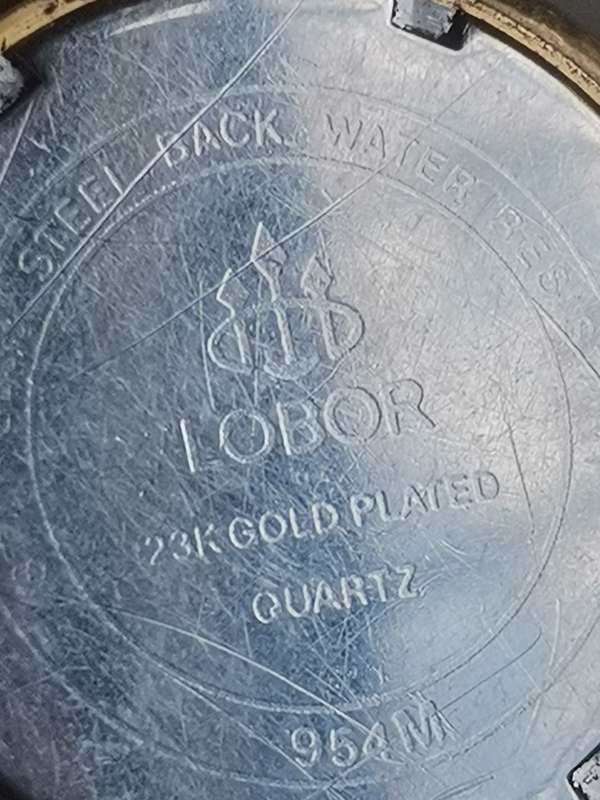 STEEL BACK WATER RES
LOBOR
23K GOLD PLATED
QUARTZ
954M